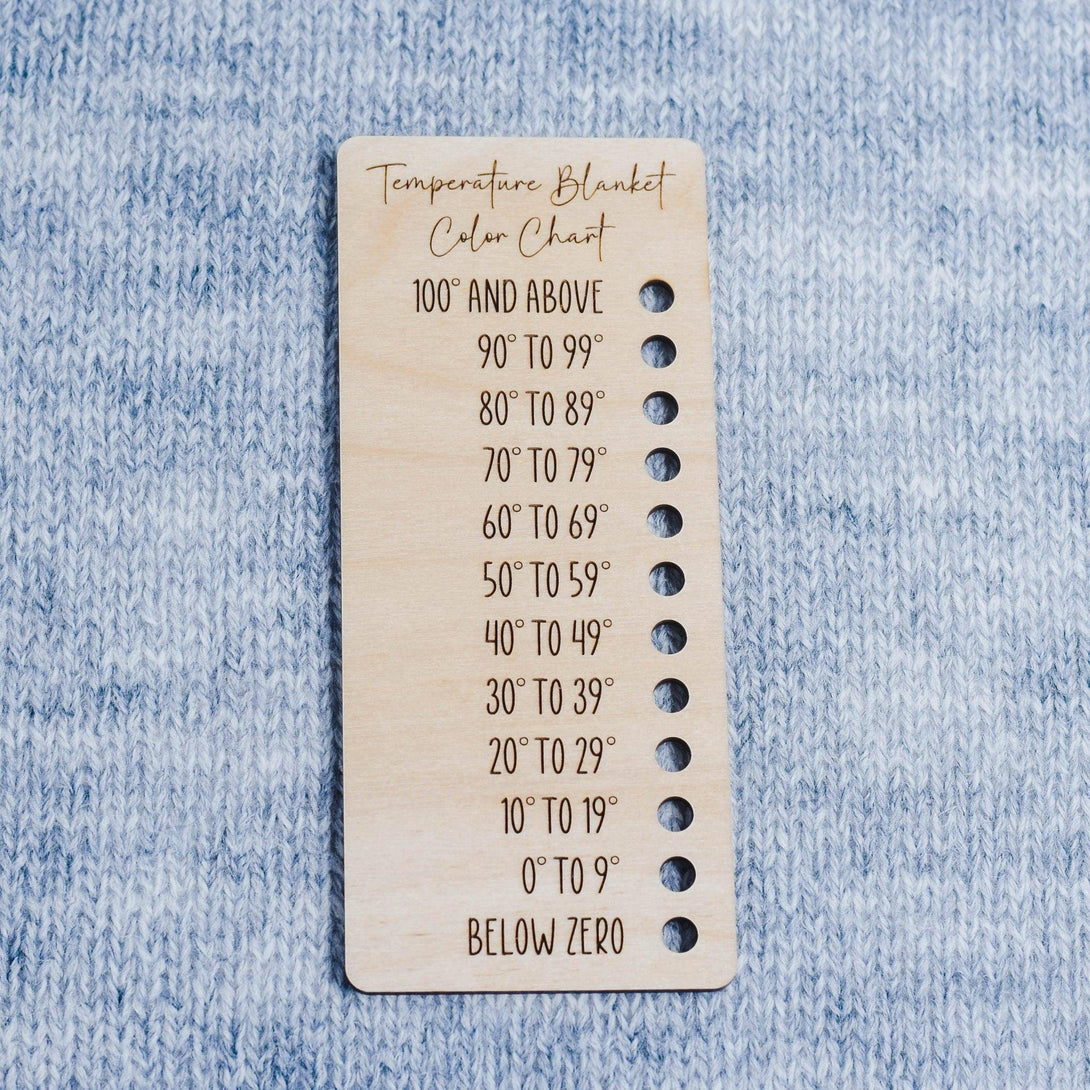 Temperature Blanket
Color Chart
100° AND ABOVE
90° TO 99°
80° TO 89°
70° TO 79°
60° TO 69°
50° TO 59°
40° TO 49°
30° TO 39°
20° TO 29°
10° TO 19°
0° TO 9°
BELOW ZERO